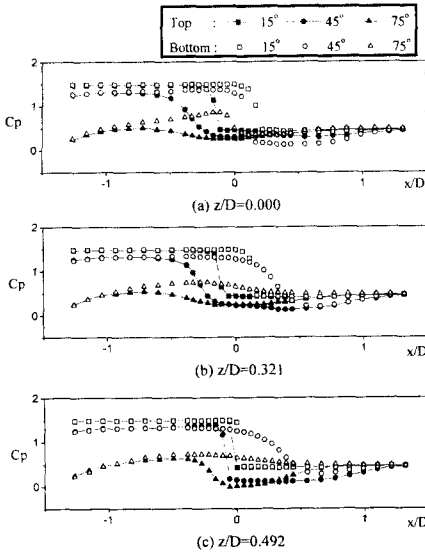 Top : 15° 45° 75°
Bottom : 15° 45° 75°
2
1
0
Cp
-1 0 1
x/D
(a) z/D=0.000
2
1
0
Cp
-1 0 1
x/D
(b) z/D=0.321
2
1
0
Cp
-1 0 1
x/D
(c) z/D=0.492